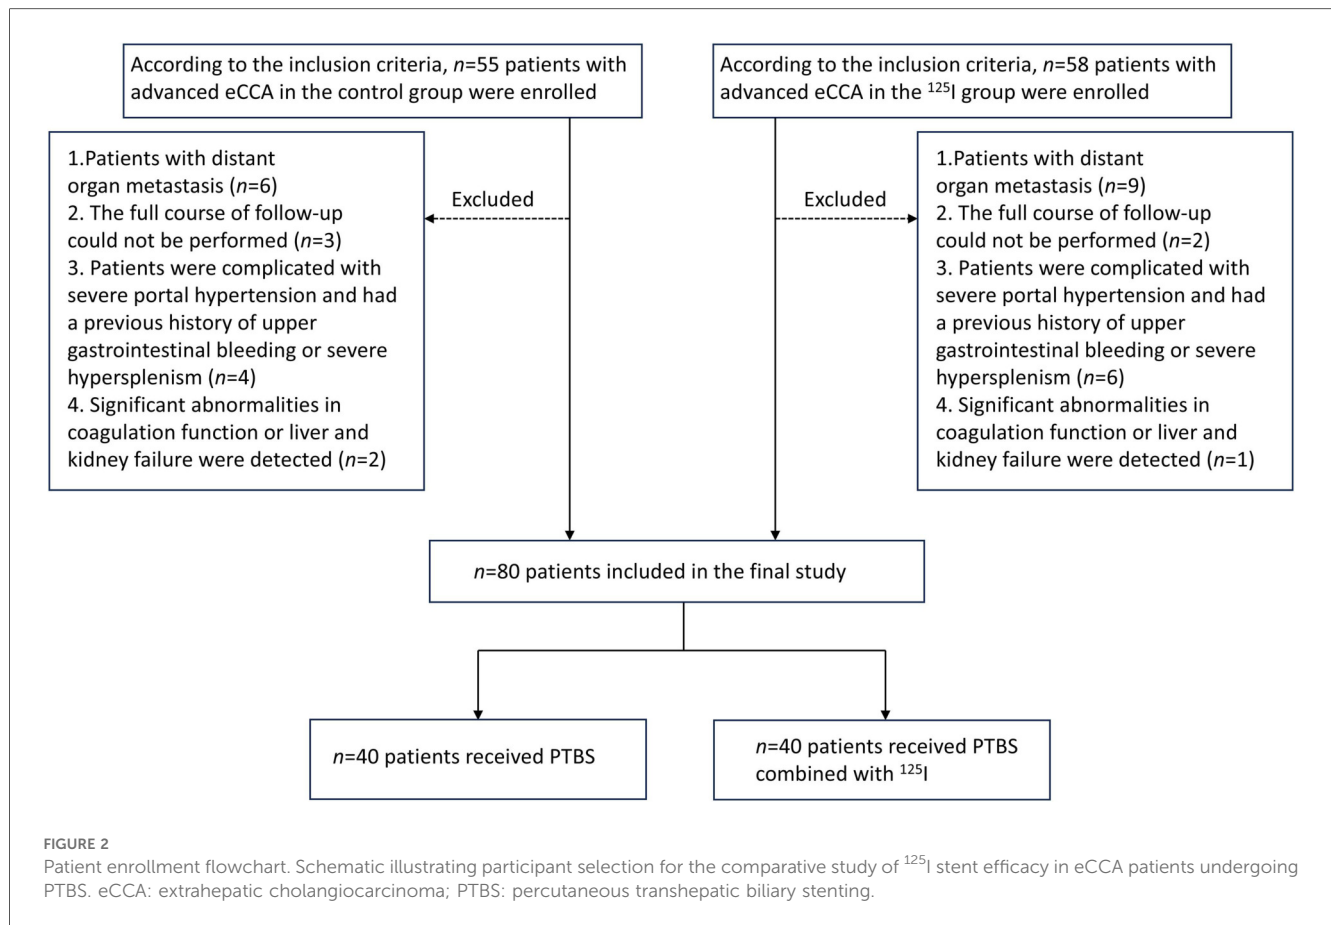 According to the inclusion criteria, n=55 patients with
advanced eCCA in the control group were enrolled
According to the inclusion criteria, n=58 patients with
advanced eCCA in the ¹²⁵I group were enrolled
1.Patients with distant
organ metastasis (n=6)
2. The full course of follow-up
could not be performed (n=3)
3. Patients were complicated with
severe portal hypertension and had
a previous history of upper
gastrointestinal bleeding or severe
hypersplenism (n=4)
4. Significant abnormalities in
coagulation function or liver and
kidney failure were detected (n=2)
Excluded
Excluded
1.Patients with distant
organ metastasis (n=9)
2. The full course of follow-up
could not be performed (n=2)
3. Patients were complicated with
severe portal hypertension and had
a previous history of upper
gastrointestinal bleeding or severe
hypersplenism (n=6)
4. Significant abnormalities in
coagulation function or liver and
kidney failure were detected (n=1)
n=80 patients included in the final study
n=40 patients received PTBS
n=40 patients received PTBS
combined with ¹²⁵I
FIGURE 2
Patient enrollment flowchart. Schematic illustrating participant selection for the comparative study of ¹²⁵I stent efficacy in eCCA patients undergoing
PTBS. eCCA: extrahepatic cholangiocarcinoma; PTBS: percutaneous transhepatic biliary stenting.